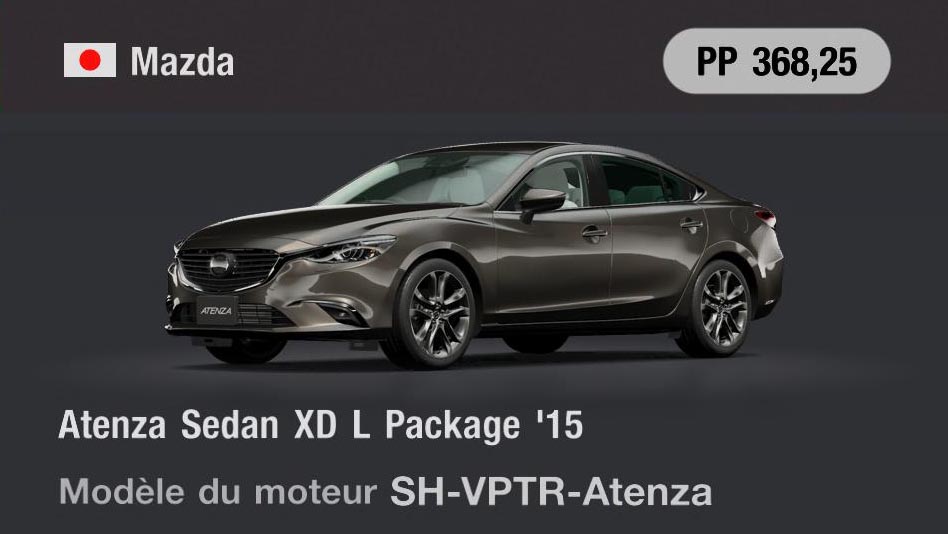 Mazda
PP 368,25
ATENZA
Atenza Sedan XD L Package '15
Modèle du moteur SH-VPTR-Atenza